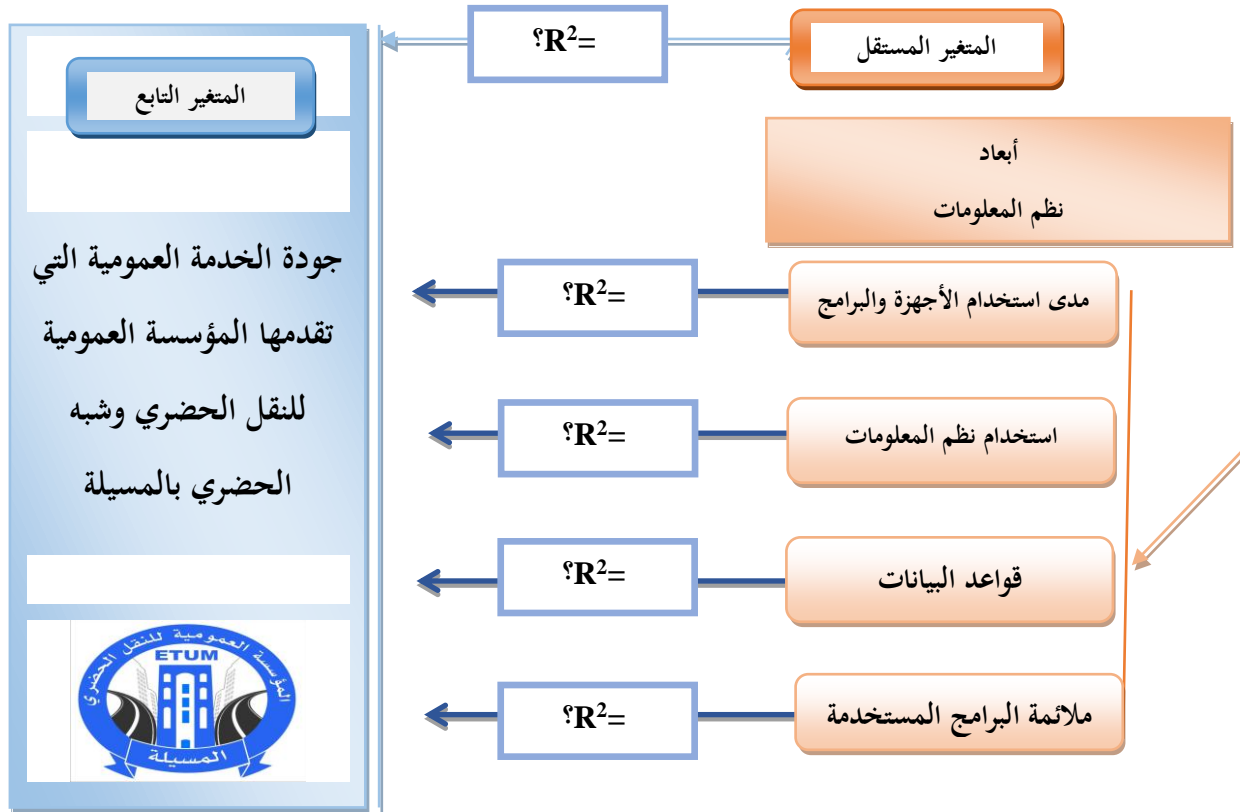 المتغير المستقل
؟R²=
المتغير التابع
أبعاد
نظم المعلومات
جودة الخدمة العمومية التي
تقدمها المؤسسة العمومية
للنقل الحضري وشبه
الحضري بالمسيلة
مدى استخدام الأجهزة والبرامج
؟R²=
استخدام نظم المعلومات
؟R²=
قواعد البيانات
؟R²=
ملائمة البرامج المستخدمة
؟R²=
المؤسسة العمومية للنقل الحضري
ETUM
المسيلة